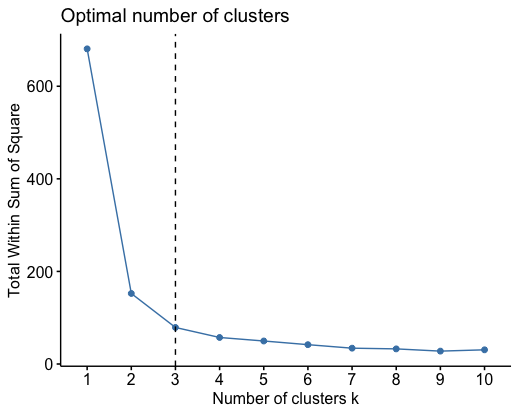 Optimal number of clusters
Total Within Sum of Square
600
400
200
0
1 2 3 4 5 6 7 8 9 10
Number of clusters k